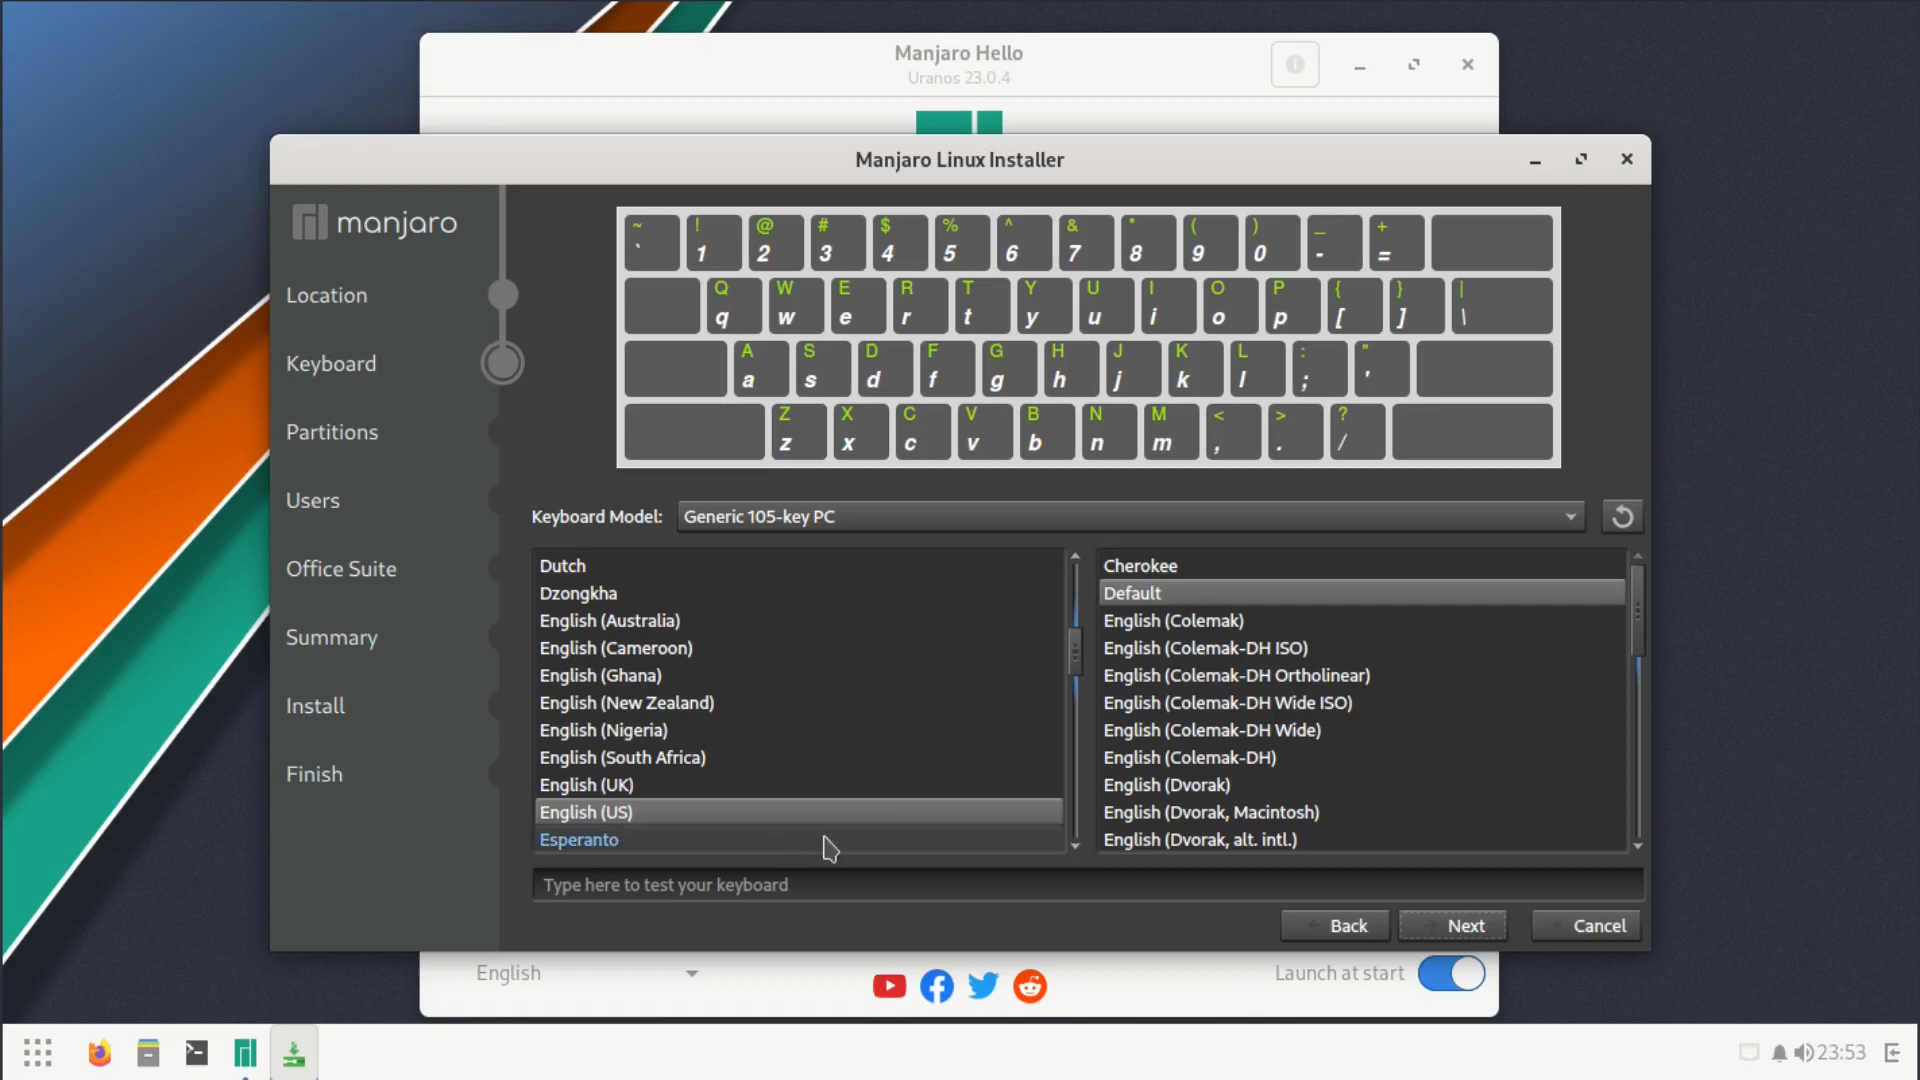 Manjaro Hello
Uranos 23.0.4
Manjaro Linux Installer
manjaro
Location
Keyboard
Partitions
Users
Office Suite
Summary
Install
Finish
~ ! @ # $ % ^ & * ( ) _ +
` 1 2 3 4 5 6 7 8 9 0 - =
Q W E R T Y U I O P { } |
q w e r t y u i o p [ ] \
A S D F G H J K L : "
a s d f g h j k l ; '
Z X C V B N M < > ?
z x c v b n m , . /
Keyboard Model: Generic 105-key PC
Dutch
Dzongkha
English (Australia)
English (Cameroon)
English (Ghana)
English (New Zealand)
English (Nigeria)
English (South Africa)
English (UK)
English (US)
Esperanto
Cherokee
Default
English (Colemak)
English (Colemak-DH ISO)
English (Colemak-DH Ortholinear)
English (Colemak-DH Wide ISO)
English (Colemak-DH Wide)
English (Colemak-DH)
English (Dvorak)
English (Dvorak, Macintosh)
English (Dvorak, alt. intl.)
Type here to test your keyboard
Back Next Cancel
English
Launch at start
23:53